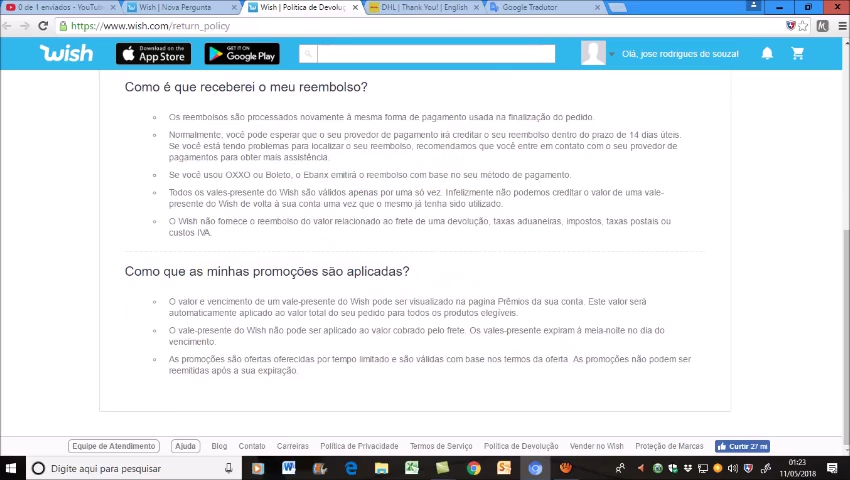 0 de 1 enviados - YouTu
Wish | Nova Pergunta
Wish | Política de Devoluç
DHL | Thank You! | English
Google Tradutor
https://www.wish.com/return_policy
wish
Download on the App Store
GET IT ON Google Play
Olá, jose rodrigues de souza!
Como é que receberei o meu reembolso?
Os reembolsos são processados novamente à mesma forma de pagamento usada na finalização do pedido.
Normalmente, você pode esperar que o seu provedor de pagamento irá creditar o seu reembolso dentro do prazo de 14 dias úteis.
Se você está tendo problemas para localizar o seu reembolso, recomendamos que você entre em contato com o seu provedor de
pagamentos para obter mais assistência.
Se você usou OXXO ou Boleto, o Ebanx emitirá o reembolso com base no seu método de pagamento.
Todos os vales-presente do Wish são válidos apenas por uma só vez. Infelizmente não podemos creditar o valor de uma vale-
presente do Wish de volta à sua conta uma vez que o mesmo já tenha sido utilizado.
O Wish não fornece o reembolso do valor relacionado ao frete de uma devolução, taxas aduaneiras, impostos, taxas postais ou
custos IVA.
Como que as minhas promoções são aplicadas?
O valor e vencimento de um vale-presente do Wish pode ser visualizado na pagina Prêmios da sua conta. Este valor será
automáticamente aplicado ao valor total do seu pedido para todos os produtos elegíveis.
O vale-presente do Wish não pode ser aplicado ao valor cobrado pelo frete. Os vales-presente expiram à meia-noite no dia do
vencimento.
As promoções são ofertas oferecidas por tempo limitado e são válidas com base nos termos da oferta. As promoções não podem ser
reemitidas após a sua expiração.
Equipe de Atendimento
Ajuda
Blog
Contato
Carreiras
Política de Privacidade
Termos de Serviço
Política de Devolução
Vender no Wish
Proteção de Marcas
Curtir 27 mi
Digite aqui para pesquisar
01:23
11/05/2018